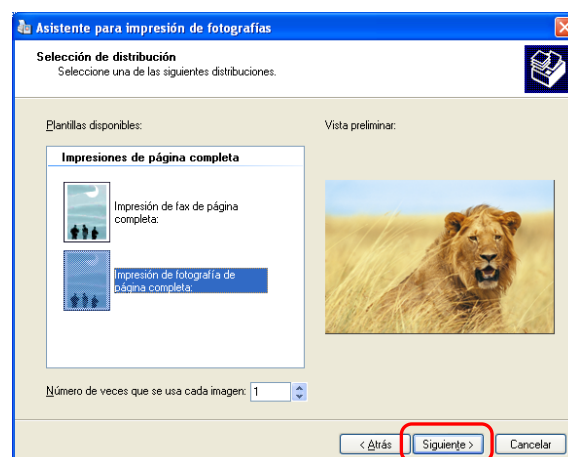 Asistente para impresión de fotografías
Selección de distribución
Seleccione una de las siguientes distribuciones.
Plantillas disponibles:
Vista preliminar:
Impresiones de página completa
Impresión de fax de página
completa:
Impresión de fotografía de
página completa:
Número de veces que se usa cada imagen: 1
< Atrás
Siguiente >
Cancelar